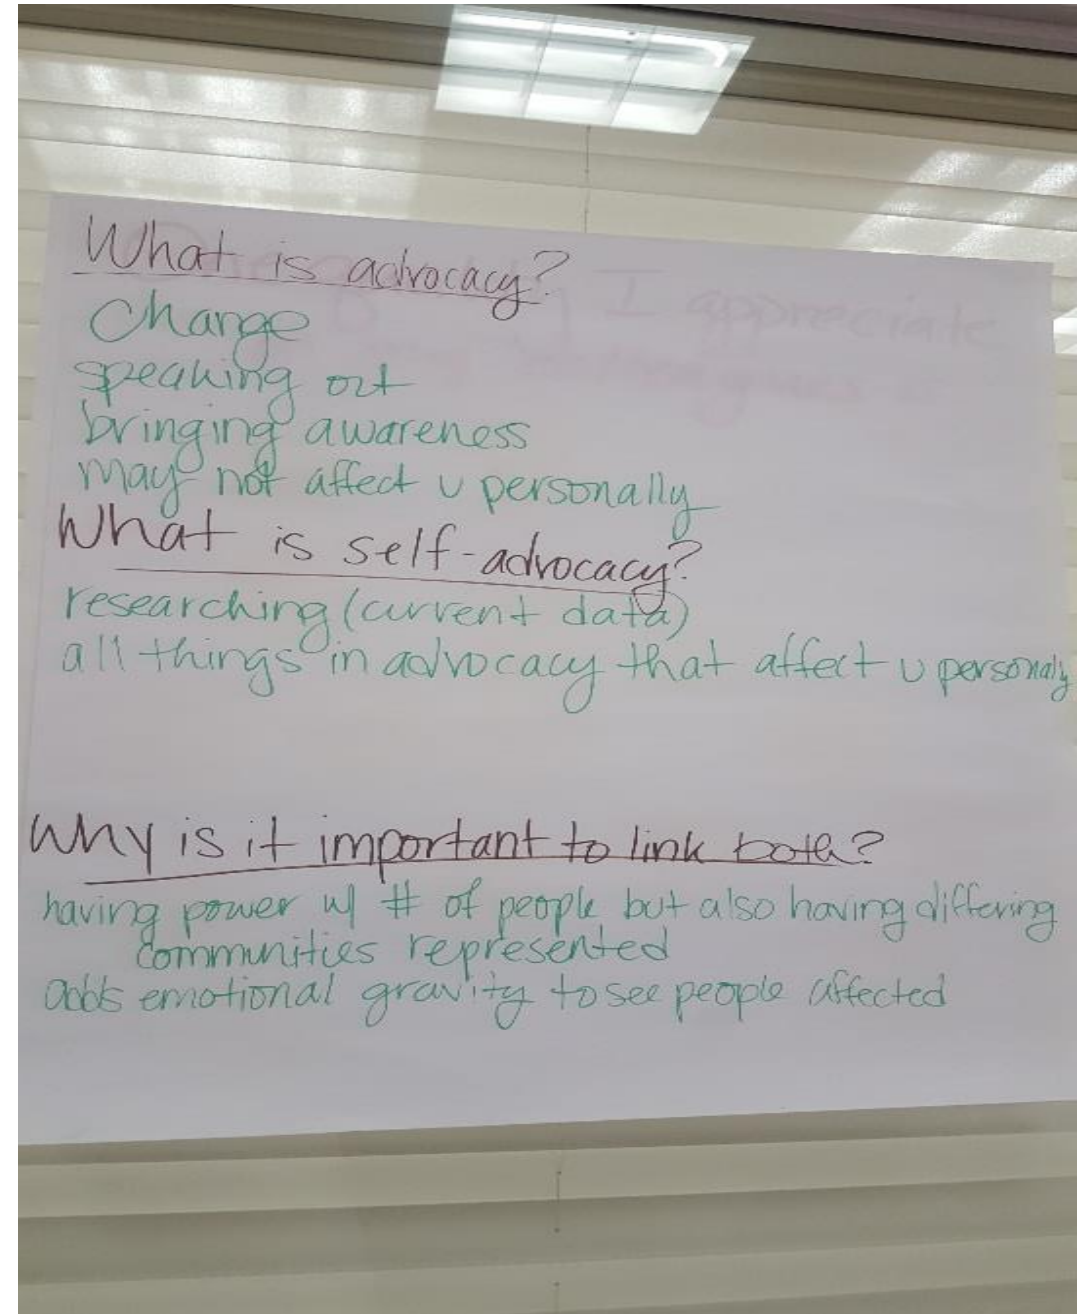 What is advocacy?
I appreciate
Change
speaking out
bringing awareness
may not affect u personally
What is self-advocacy?
researching (current data)
all things in advocacy that affect u personaly
Why is it important to link both?
having power w/ # of people but also having differing
communities represented
adds emotional gravity to see people affected